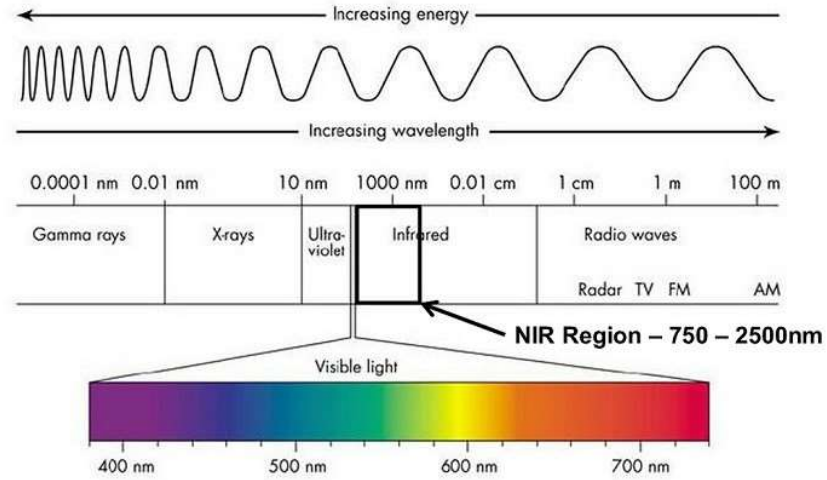 Increasing energy
Increasing wavelength
0.0001 nm 0.01 nm 10 nm 1000 nm 0.01 cm 1 cm 1 m 100 m
Gamma rays X-rays Ultra- Infrared Radio waves
violet
Radar TV FM AM
NIR Region – 750 – 2500nm
Visible light
400 nm 500 nm 600 nm 700 nm